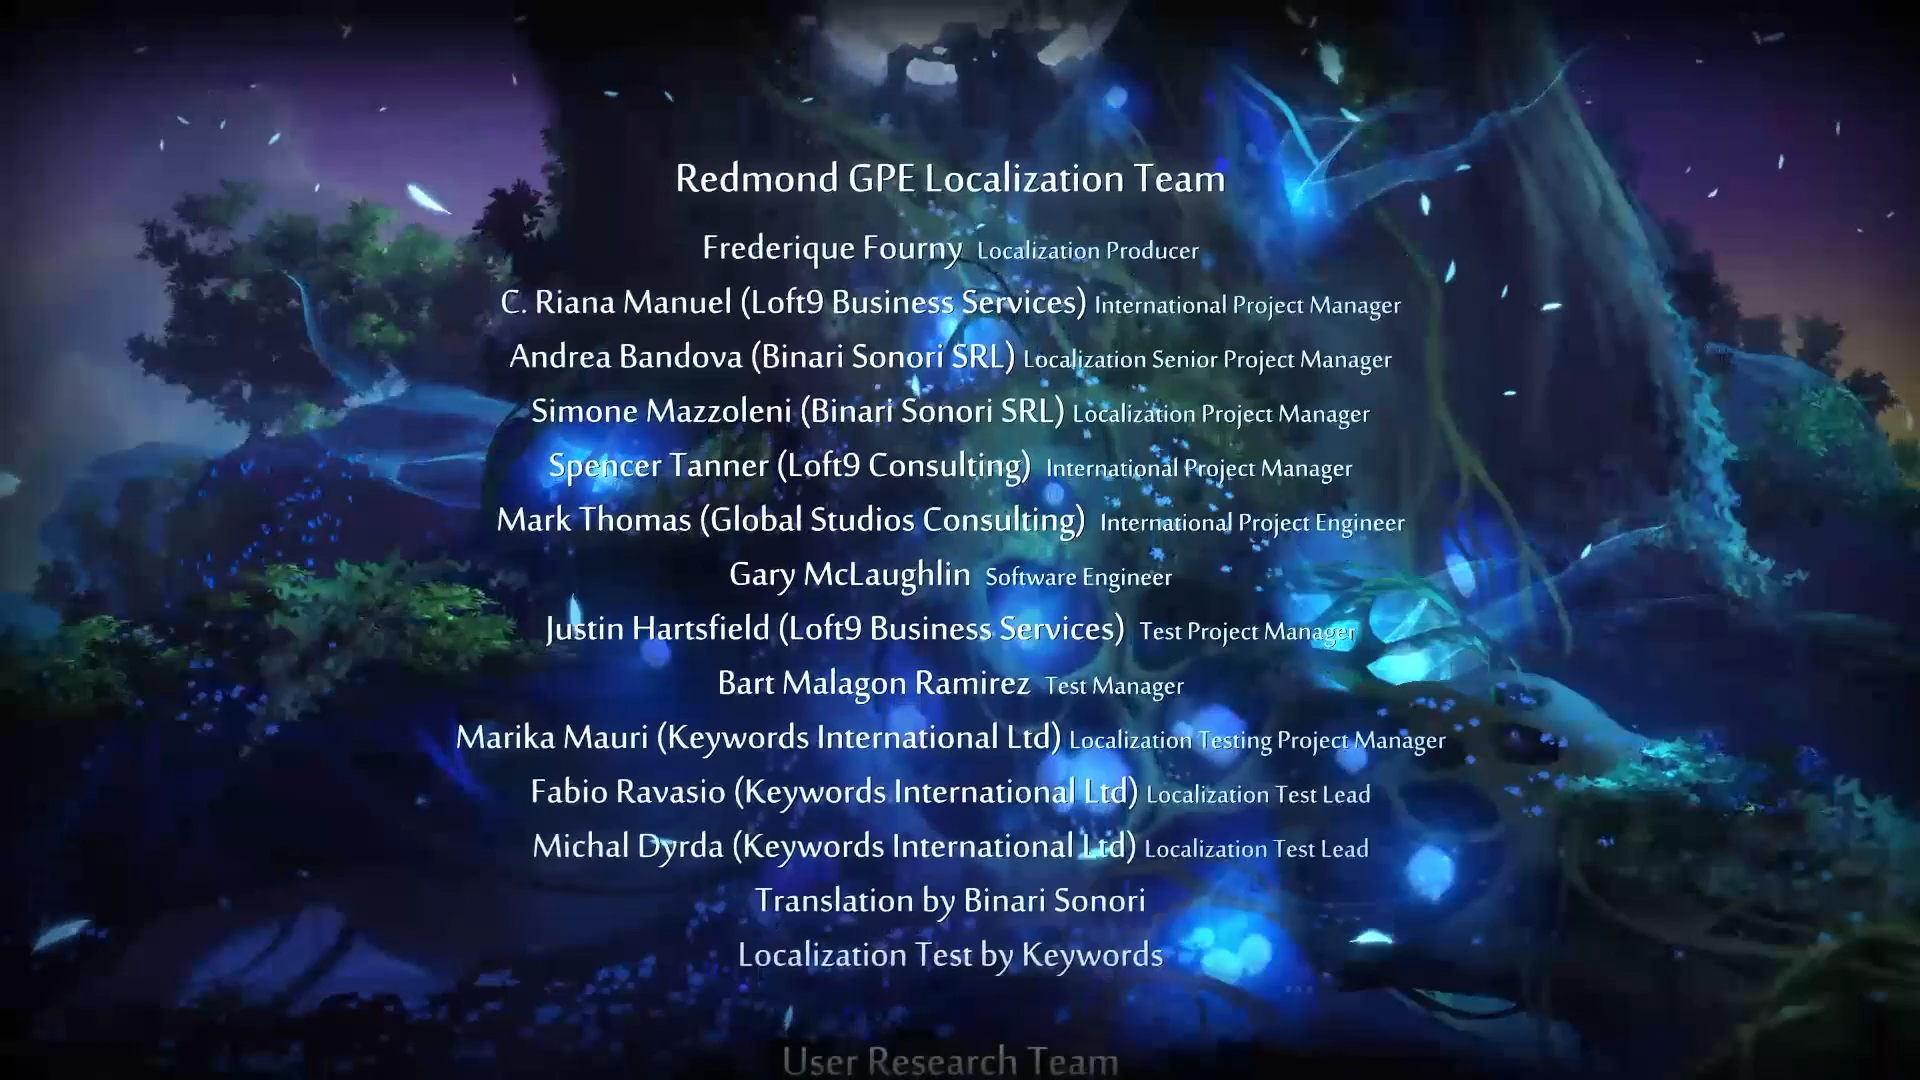 Redmond GPE Localization Team
Frederique Fourny Localization Producer
C. Riana Manuel (Loft9 Business Services) International Project Manager
Andrea Bandova (Binari Sonori SRL) Localization Senior Project Manager
Simone Mazzoleni (Binari Sonori SRL) Localization Project Manager
Spencer Tanner (Loft9 Consulting) International Project Manager
Mark Thomas (Global Studios Consulting) International Project Engineer
Gary McLaughlin Software Engineer
Justin Hartsfield (Loft9 Business Services) Test Project Manager
Bart Malagon Ramirez Test Manager
Marika Mauri (Keywords International Ltd) Localization Testing Project Manager
Fabio Ravasio (Keywords International Ltd) Localization Test Lead
Michal Dyrda (Keywords International Ltd) Localization Test Lead
Translation by Binari Sonori
Localization Test by Keywords
User Research Team